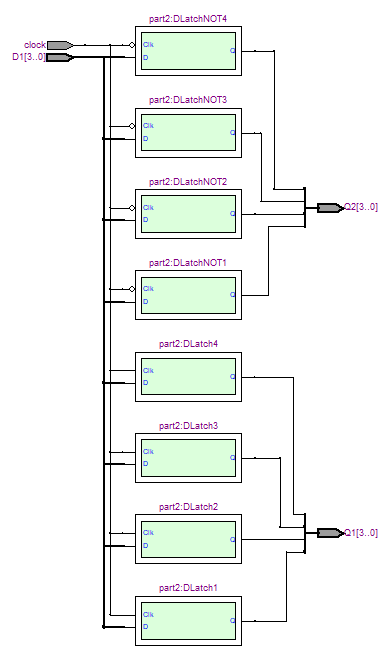 part2:DLatchNOT4
clock
D1[3..0]
Clk
D
Q
part2:DLatchNOT3
Clk
D
Q
part2:DLatchNOT2
Clk
D
Q
Q2[3..0]
part2:DLatchNOT1
Clk
D
Q
part2:DLatch4
Clk
D
Q
part2:DLatch3
Clk
D
Q
part2:DLatch2
Clk
D
Q
Q1[3..0]
part2:DLatch1
Clk
D
Q